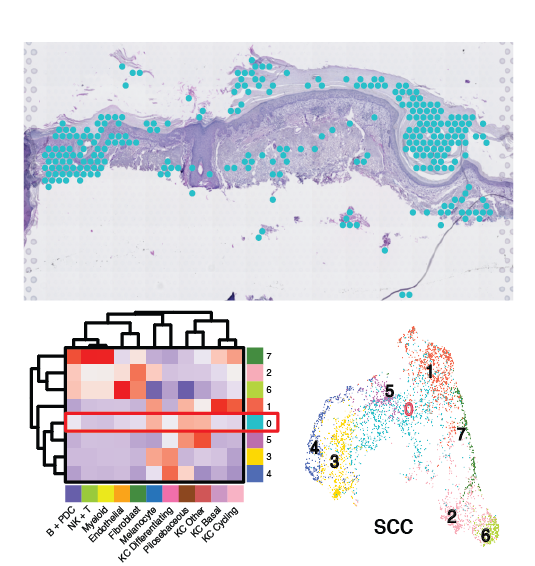 7
2
6
1
0
5
3
4
B + PDC
NK + T
Myeloid
Endothelial
Fibroblast
Melanocyte
KC Differentiating
Pilosebaceous
KC Other
KC Basal
KC Cycling
1
5
0
7
4
3
2
6
SCC